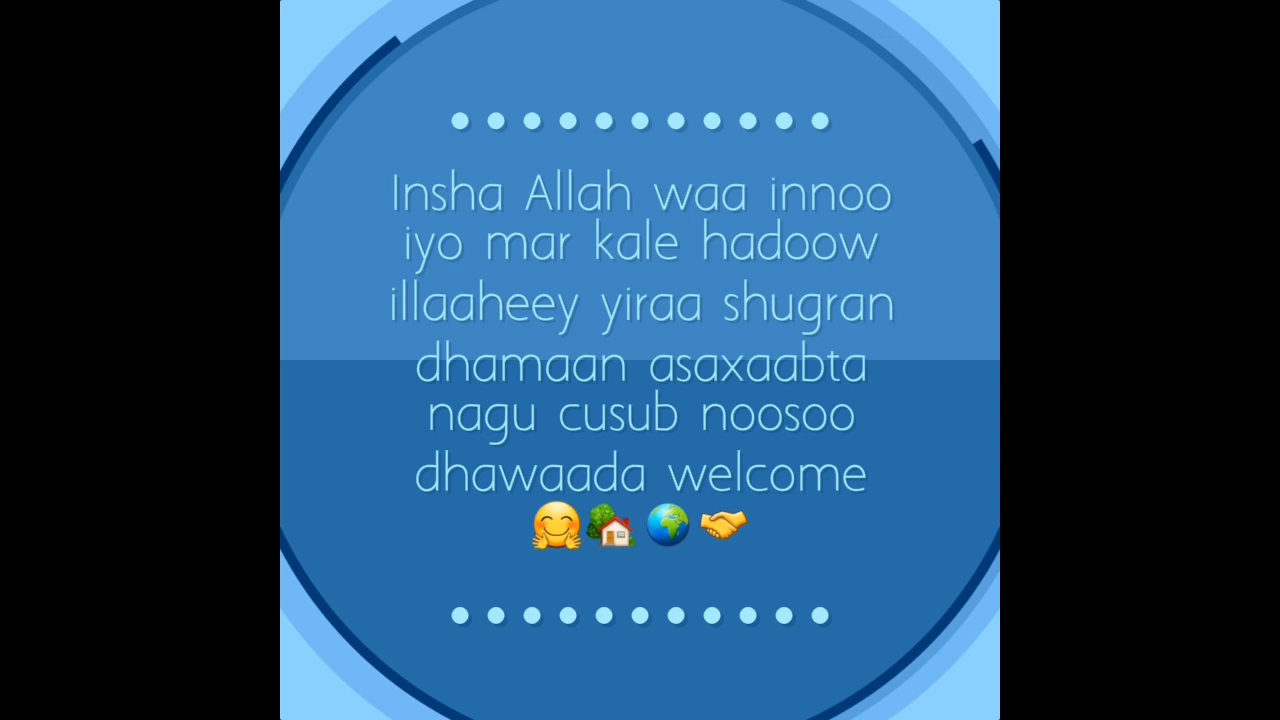 Insha Allah waa innoo
iyo mar kale hadoow
illaaheey yiraa shugran
dhamaan asaxaabta
nagu cusub noosoo
dhawaada welcome
🤗🏡🌍🤝